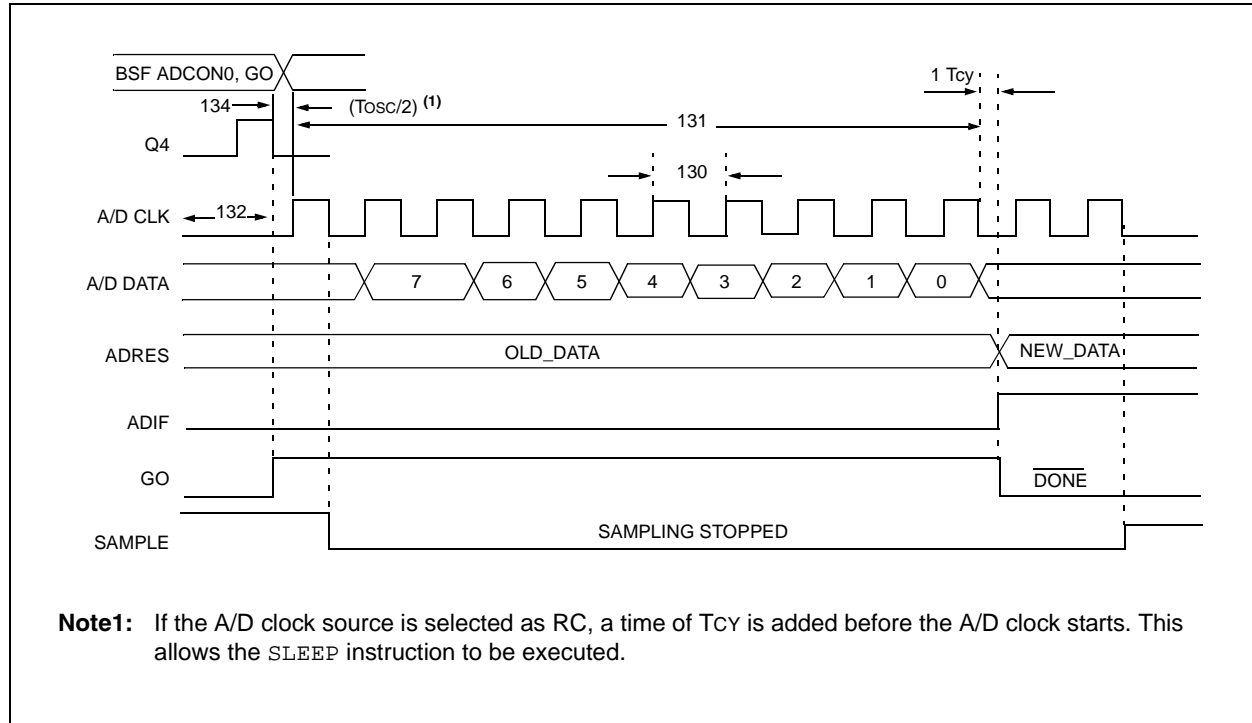 BSF ADCON0, GO
1 Tcy
134
(TOSC/2) (1)
131
Q4
130
A/D CLK
132
A/D DATA
7 6 5 4 3 2 1 0
ADRES
OLD_DATA
NEW_DATA
ADIF
GO
DONE
SAMPLE
SAMPLING STOPPED
Note1: If the A/D clock source is selected as RC, a time of TCY is added before the A/D clock starts. This
allows the SLEEP instruction to be executed.